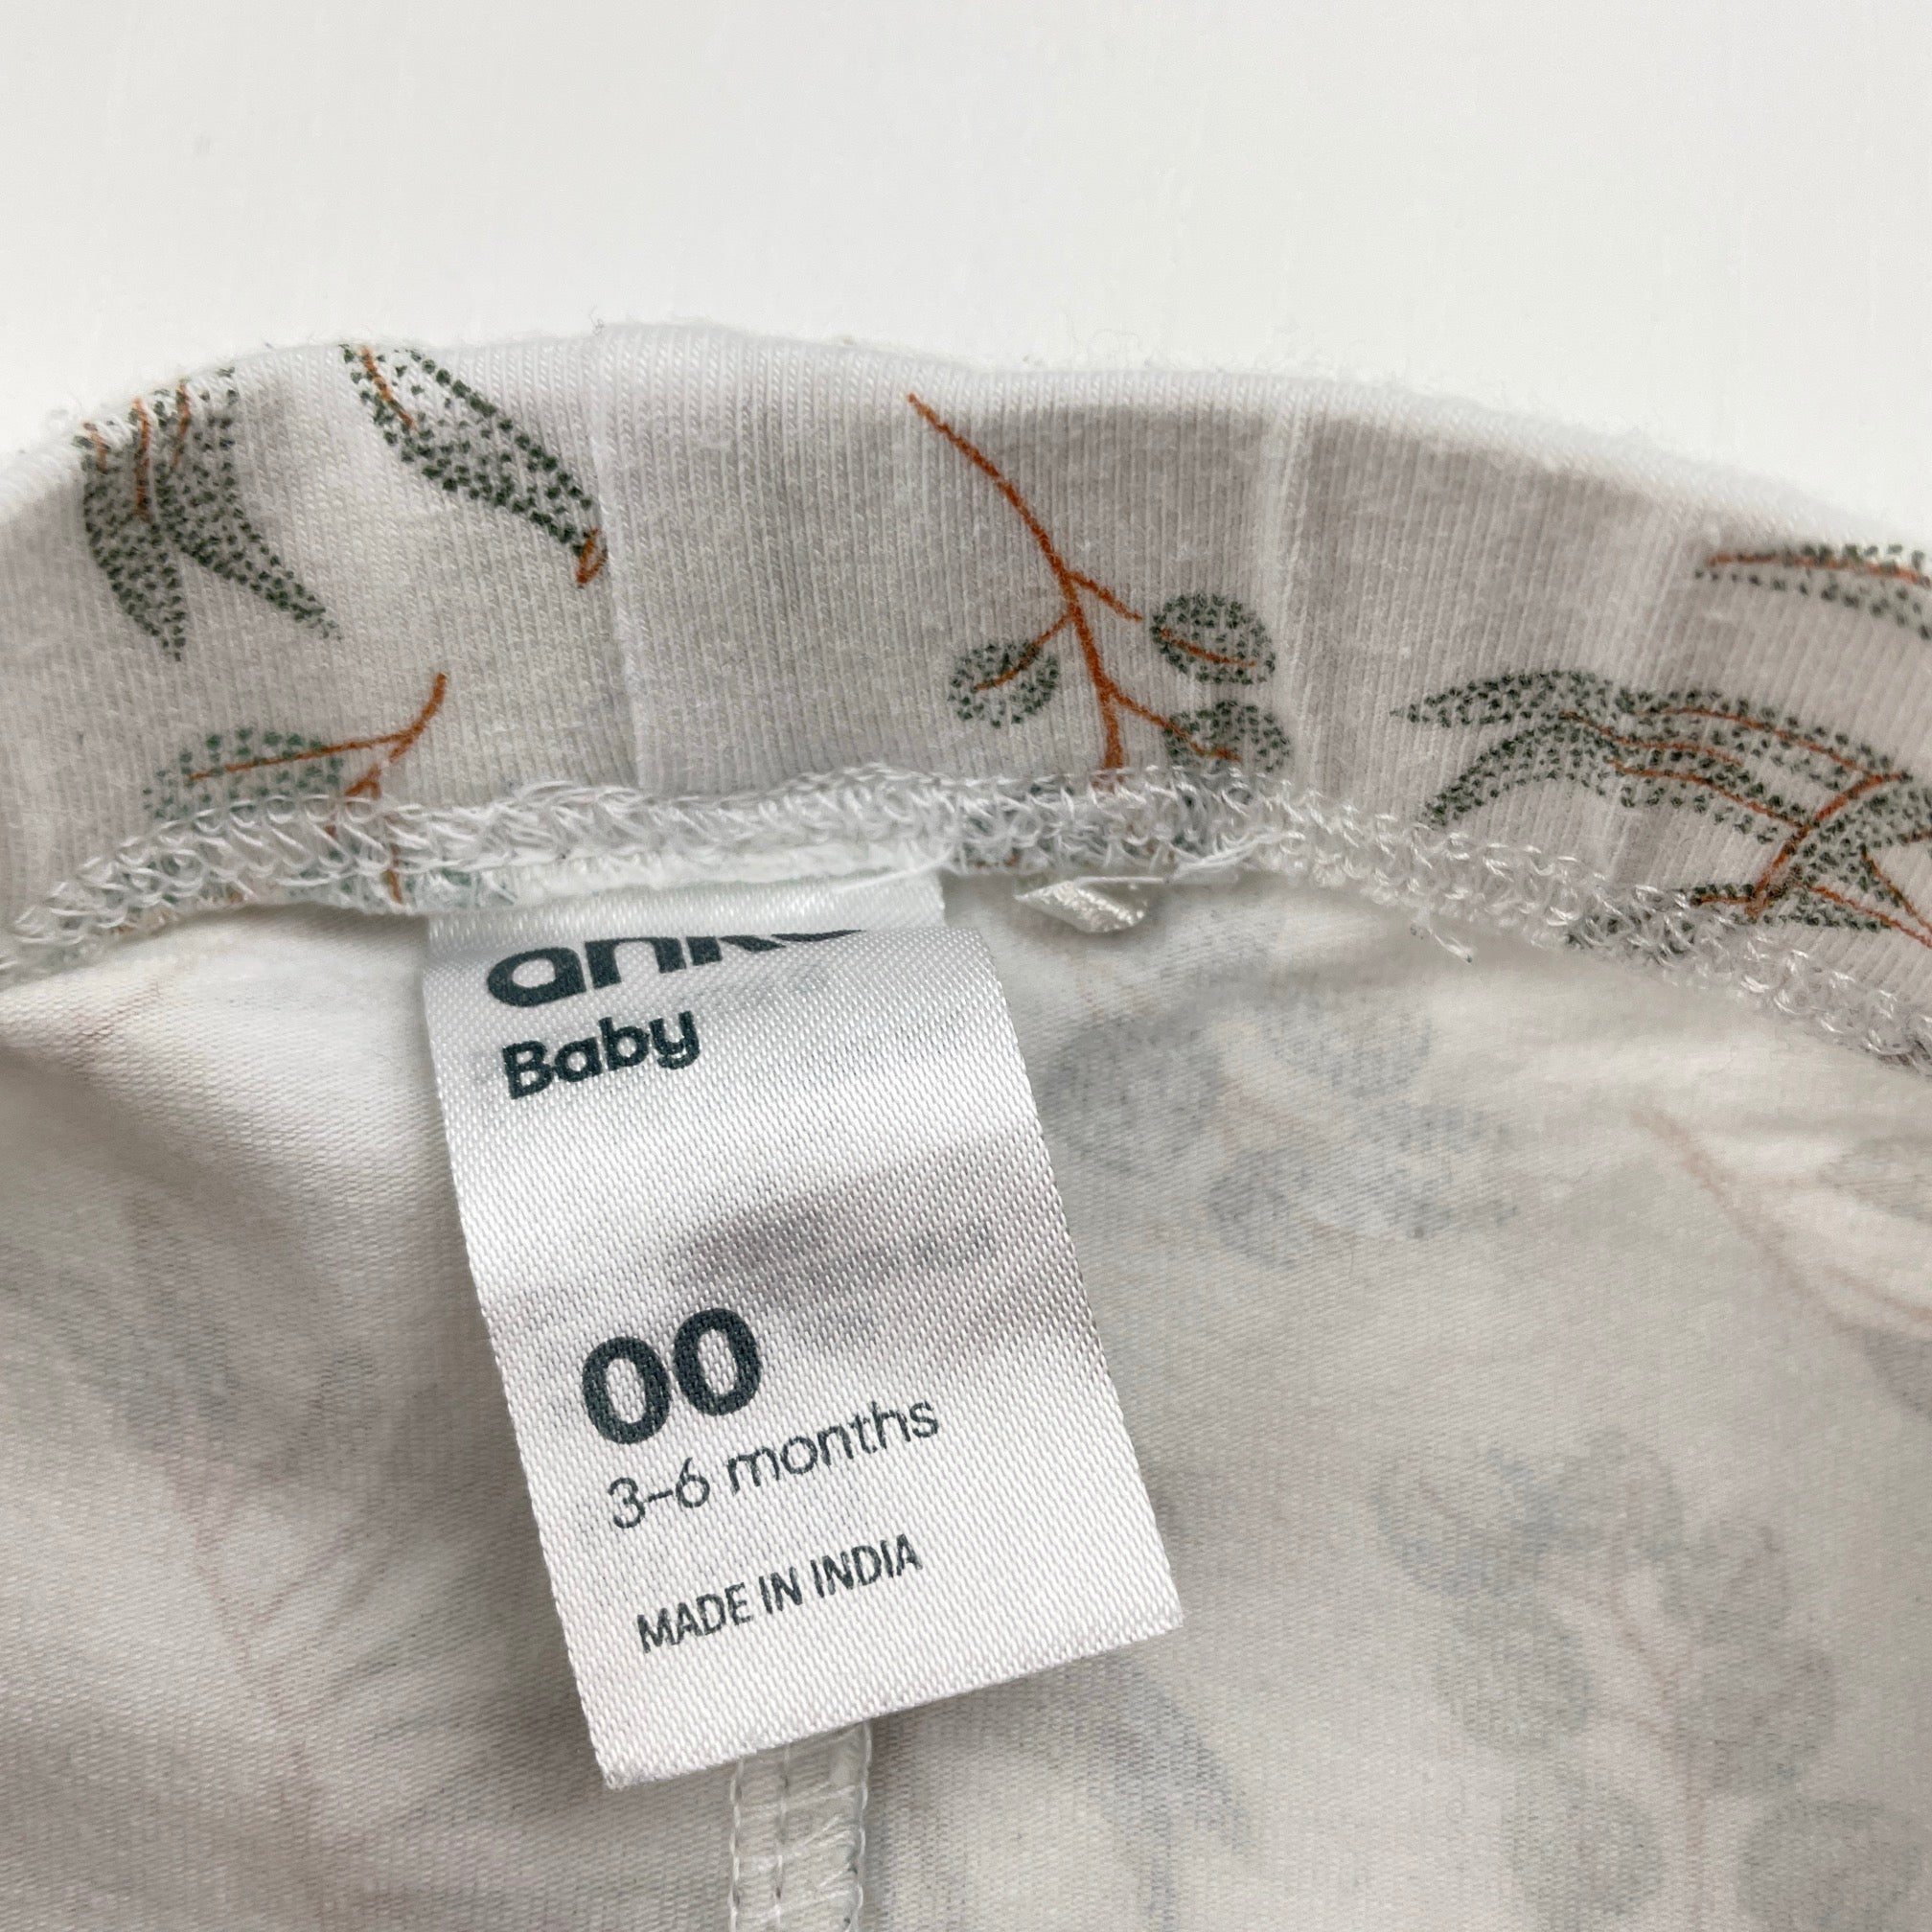 Baby
00
3-6 months
MADE IN INDIA